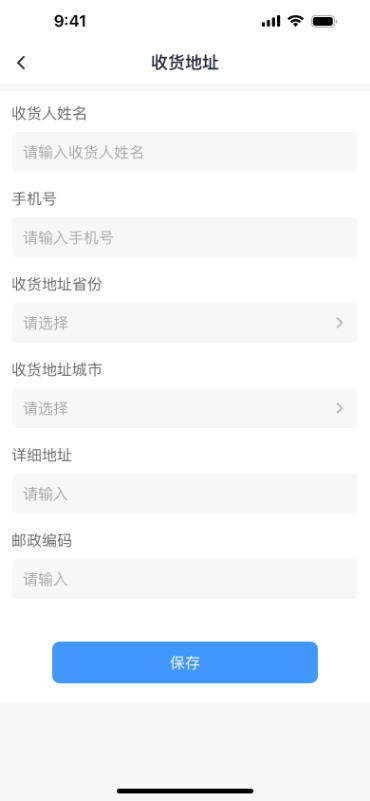 9:41
收货地址
收货人姓名
请输入收货人姓名
手机号
请输入手机号
收货地址省份
请选择
收货地址城市
请选择
详细地址
请输入
邮政编码
请输入
保存